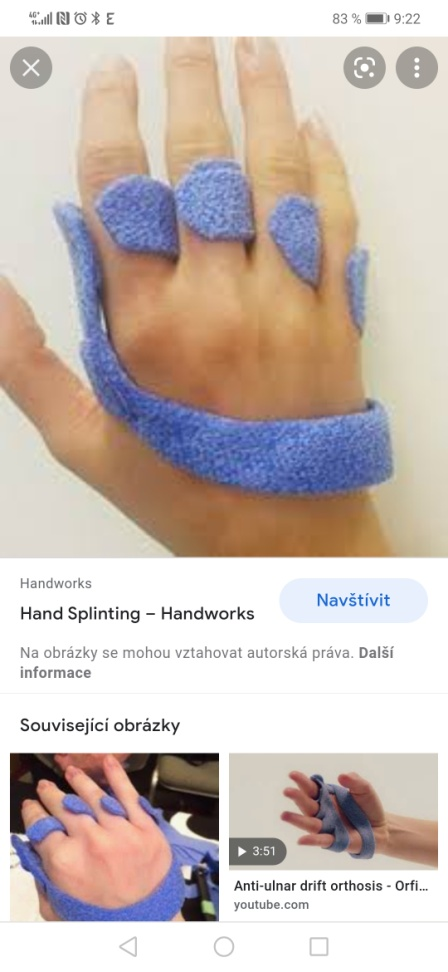 4G+
83 %
9:22
Handworks
Hand Splinting – Handworks
Navštívit
Na obrázky se mohou vztahovat autorská práva. Další
informace
Související obrázky
3:51
Anti-ulnar drift orthosis - Orfi...
youtube.com